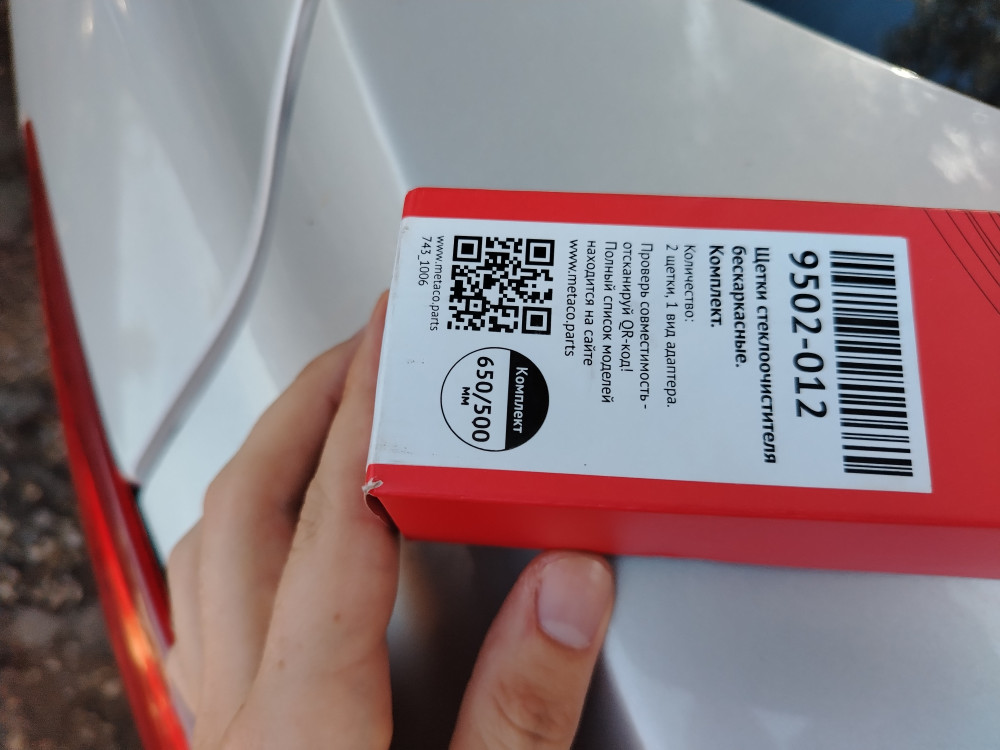 9502-012
Щетки стеклоочистителя
бескаркасные.
Комплект.
Количество:
2 щетки, 1 вид адаптера.
Проверь совместимость -
отсканируй QR-код!
Полный список моделей
находится на сайте
www.metaco.parts
Комплект
650/500
мм
www.metaco.parts
743_1006